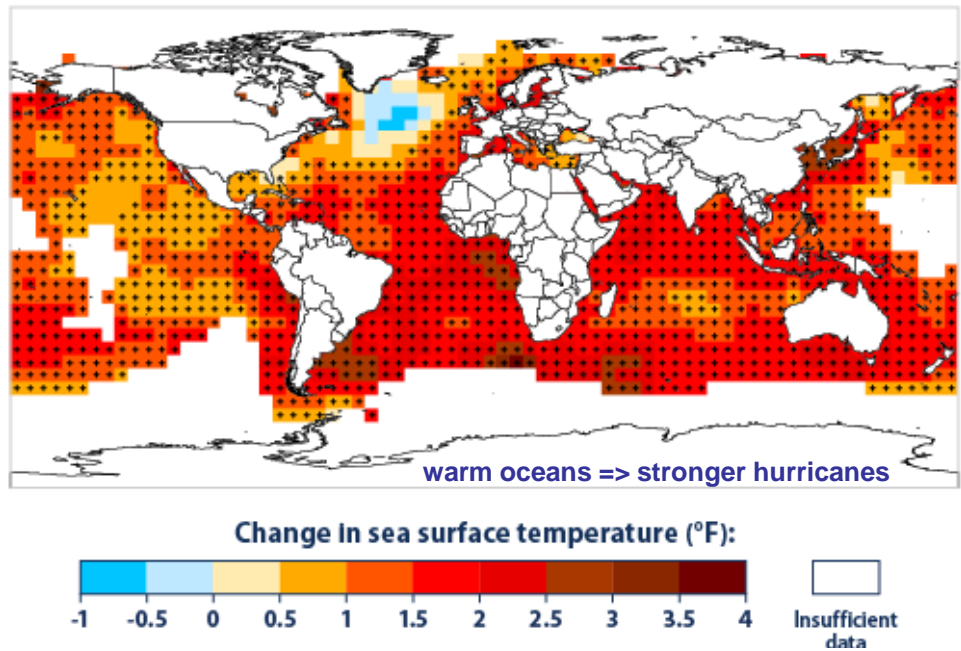 warm oceans => stronger hurricanes
Change in sea surface temperature (°F):
-1 -0.5 0 0.5 1 1.5 2 2.5 3 3.5 4
Insufficient
data